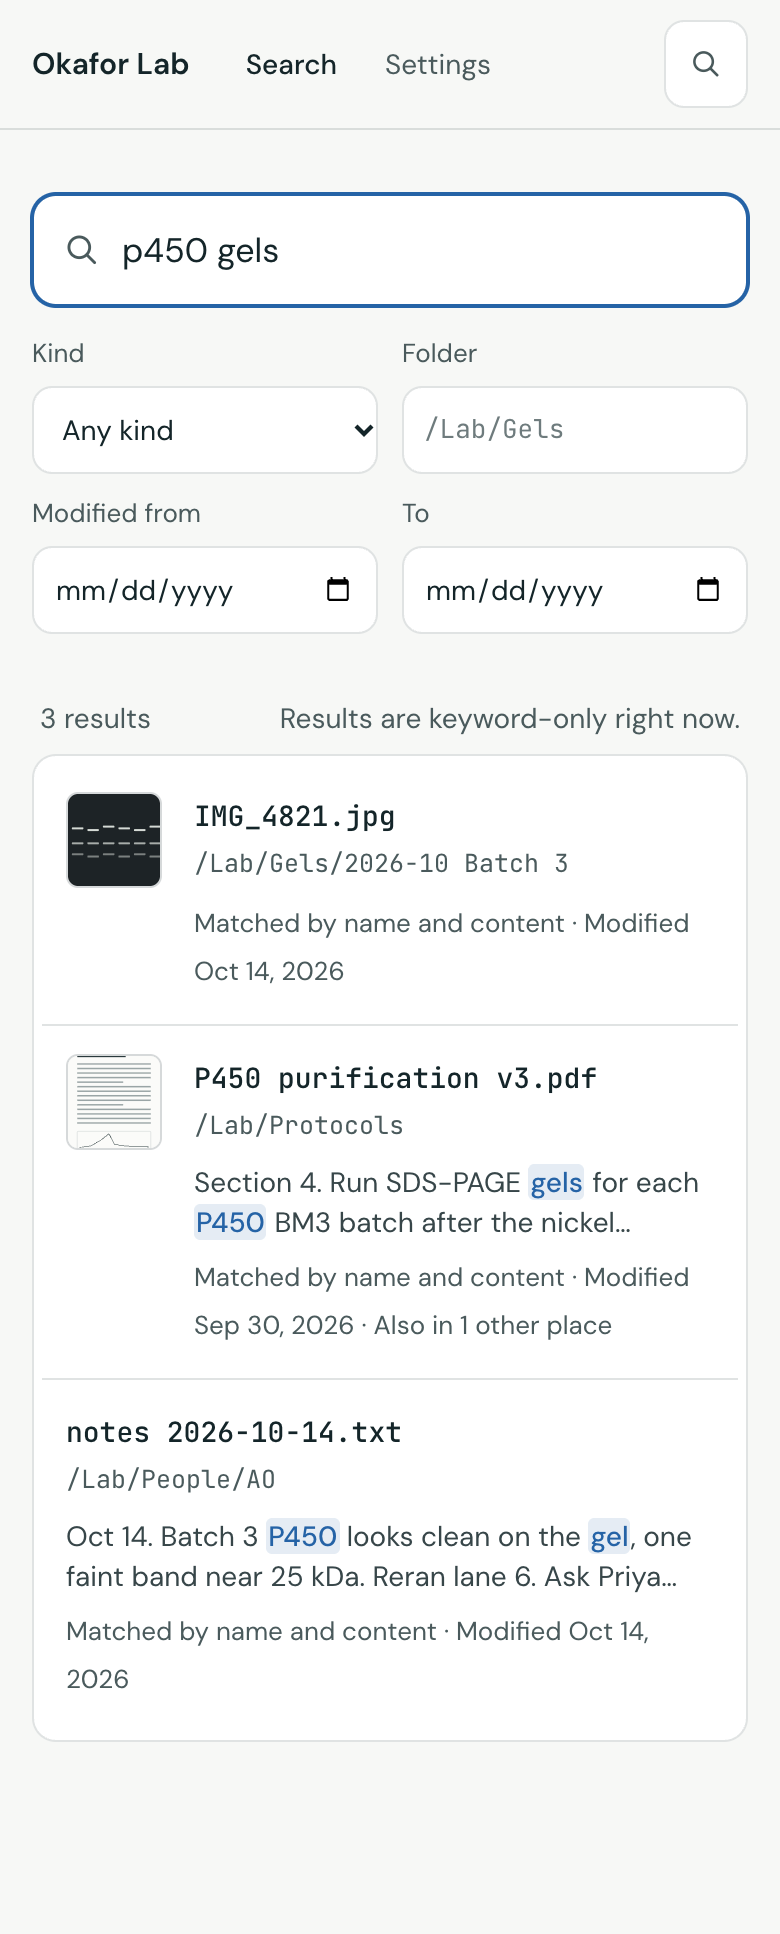 Okafor Lab Search Settings
p450 gels
Kind Folder
Any kind /Lab/Gels
Modified from To
mm/dd/yyyy mm/dd/yyyy
3 results Results are keyword-only right now.
IMG_4821.jpg
/Lab/Gels/2026-10 Batch 3
Matched by name and content · Modified
Oct 14, 2026
P450 purification v3.pdf
/Lab/Protocols
Section 4. Run SDS-PAGE gels for each
P450 BM3 batch after the nickel…
Matched by name and content · Modified
Sep 30, 2026 · Also in 1 other place
notes 2026-10-14.txt
/Lab/People/AO
Oct 14. Batch 3 P450 looks clean on the gel, one
faint band near 25 kDa. Reran lane 6. Ask Priya…
Matched by name and content · Modified Oct 14,
2026